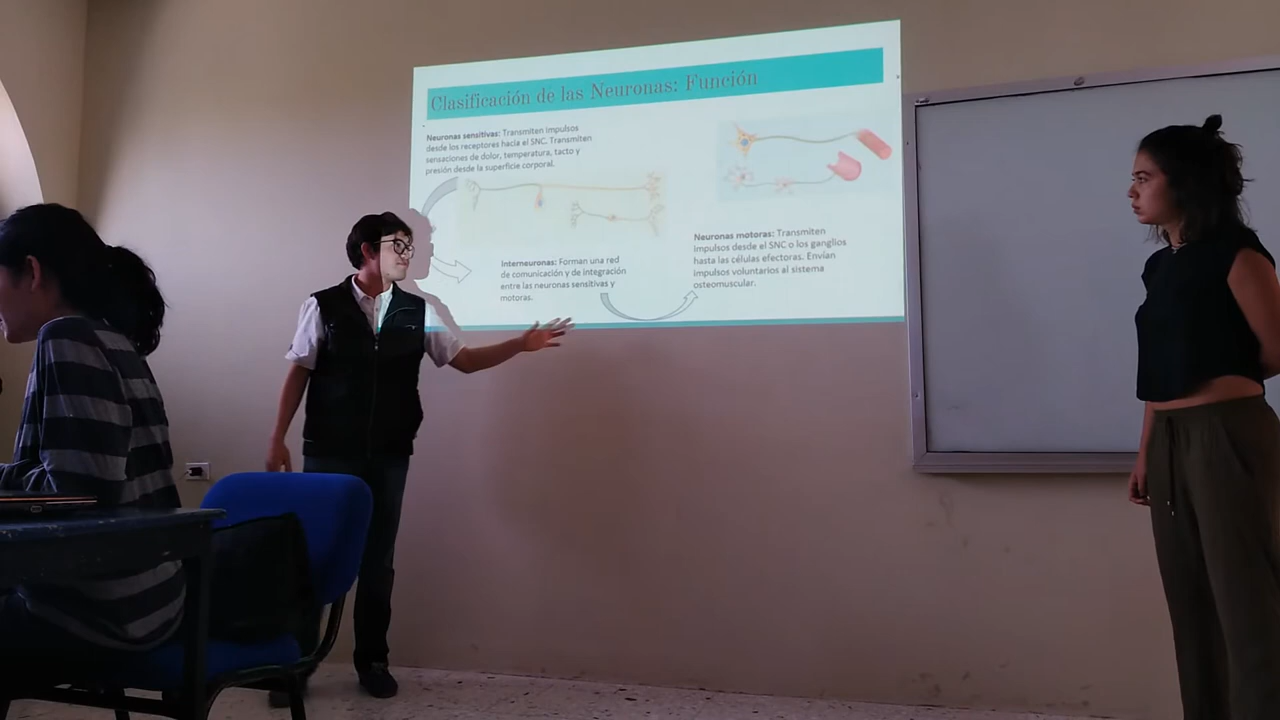 Clasificación de las Neuronas: Función
Neuronas sensitivas: Transmiten impulsos
desde los receptores hacia el SNC. Transmiten
sensaciones de dolor, temperatura, tacto y
presión desde la superficie corporal.
Interneuronas: Forman una red
de comunicación y de integración
entre las neuronas sensitivas y
motoras.
Neuronas motoras: Transmiten
impulsos desde el SNC o los ganglios
hasta las células efectoras. Envían
impulsos voluntarios al sistema
osteomuscular.